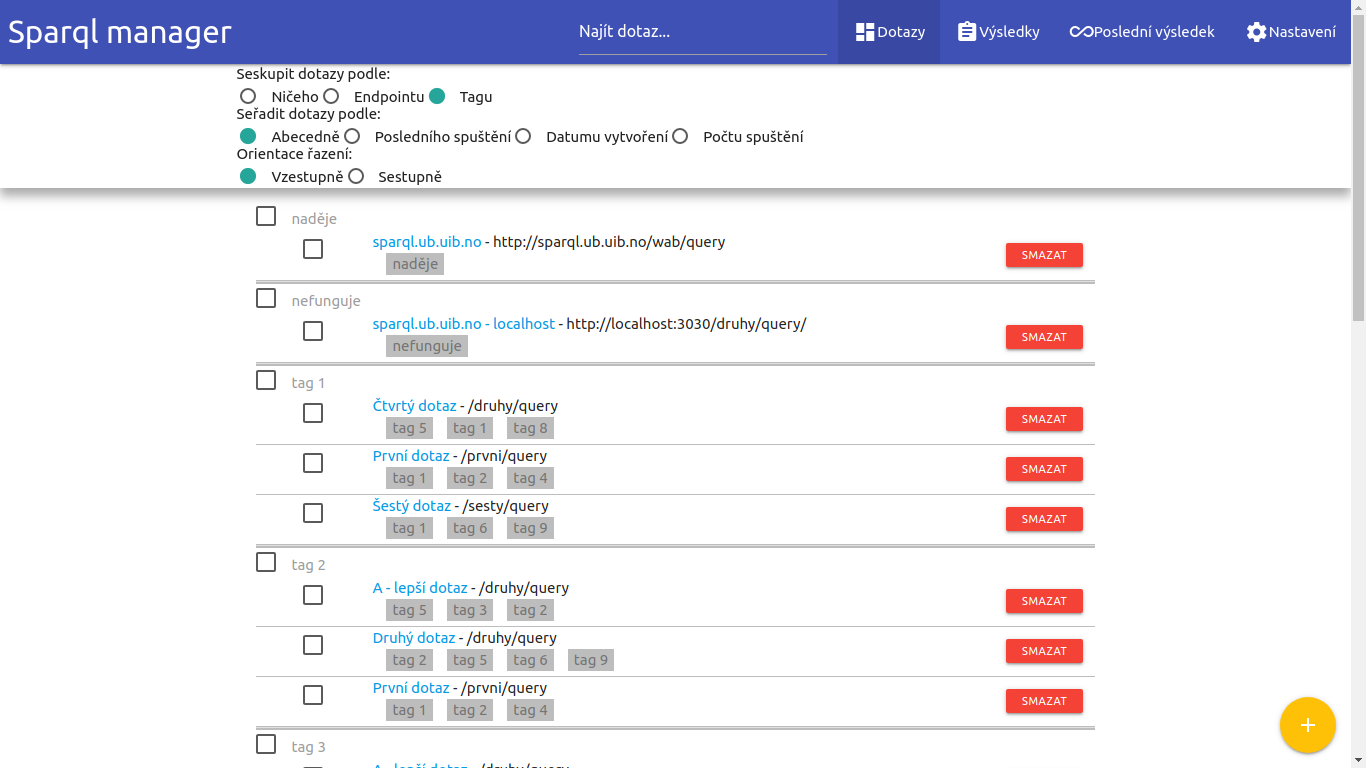 Sparql manager Najít dotaz... Dotazy Výsledky Poslední výsledek Nastavení
Seskupit dotazy podle:
Ničeho Endpointu Tagu
Seřadit dotazy podle:
Abecedně Posledního spuštění Datumu vytvoření Počtu spuštění
Orientace řazení:
Vzestupně Sestupně
naděje
sparql.ub.uib.no - http://sparql.ub.uib.no/wab/query
SMAZAT
naděje
nefunguje
sparql.ub.uib.no - localhost - http://localhost:3030/druhy/query/
SMAZAT
nefunguje
tag 1
Čtvrtý dotaz - /druhy/query
SMAZAT
tag 5 tag 1 tag 8
První dotaz - /prvni/query
SMAZAT
tag 1 tag 2 tag 4
Šestý dotaz - /sesty/query
SMAZAT
tag 1 tag 6 tag 9
tag 2
A - lepší dotaz - /druhy/query
SMAZAT
tag 5 tag 3 tag 2
Druhý dotaz - /druhy/query
SMAZAT
tag 2 tag 5 tag 6 tag 9
První dotaz - /prvni/query
SMAZAT
tag 1 tag 2 tag 4
tag 3
A - lepší dotaz - /druhy/query